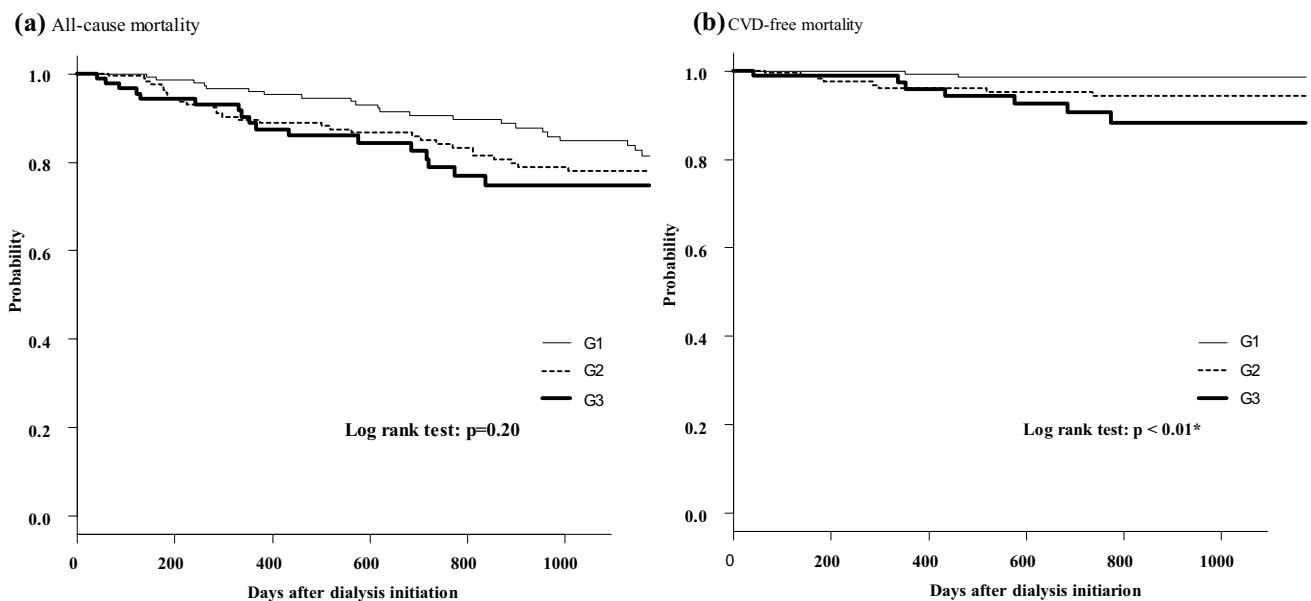 (a) All-cause mortality
1.0
0.8
0.6
0.4
0.2
0.0
Probability
G1
G2
G3
Log rank test: p=0.20
0 200 400 600 800 1000
Days after dialysis initiation
(b) CVD-free mortality
1.0
0.8
0.6
0.4
0.2
0.0
Probability
G1
G2
G3
Log rank test: p < 0.01*
0 200 400 600 800 1000
Days after dialysis initiarion